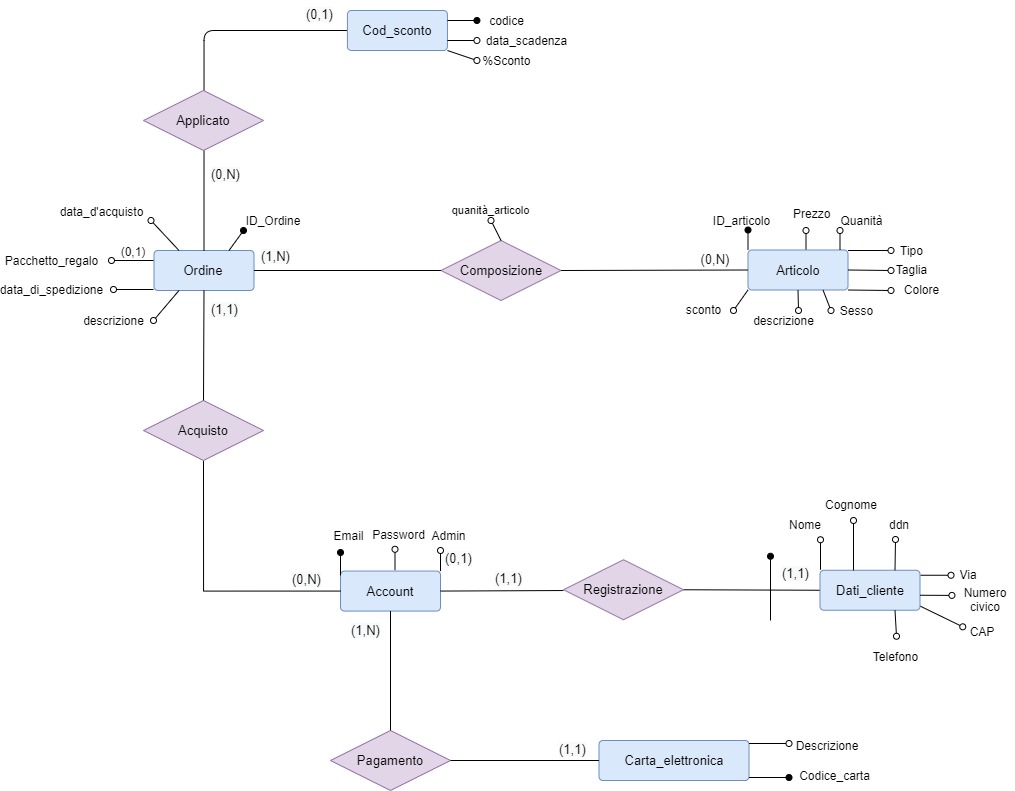 (0,1)
Cod_sconto
codice
data_scadenza
%Sconto
Applicato
(0,N)
data_d'acquisto
ID_Ordine
Pacchetto_regalo
(0,1)
Ordine
(1,N)
data_di_spedizione
(1,1)
descrizione
quanità_articolo
Composizione
(0,N)
ID_articolo
Prezzo
Quanità
Articolo
Tipo
Taglia
Colore
sconto
descrizione
Sesso
Acquisto
Email
Password
Admin
(0,1)
(0,N)
Account
(1,1)
Registrazione
(1,1)
Nome
Cognome
ddn
Dati_cliente
Via
Numero
civico
CAP
Telefono
(1,N)
Pagamento
(1,1)
Carta_elettronica
Descrizione
Codice_carta